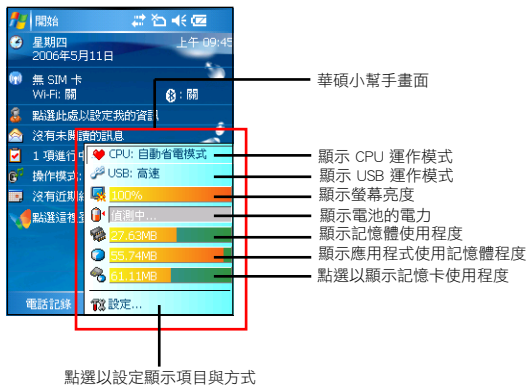 開始
星期四
2006年5月11日
上午 09:45
無 SIM 卡
Wi-Fi: 關
: 關
點選此處以設定我的資訊
沒有未閱讀的訊息
1 項進行中
操作模式:
沒有近期
點選這裡
電話記錄
CPU: 自動省電模式
USB: 高速
100%
偵測中...
27.63MB
55.74MB
61.11MB
設定...
華碩小幫手畫面
顯示 CPU 運作模式
顯示 USB 運作模式
顯示螢幕亮度
顯示電池的電力
顯示記憶體使用程度
顯示應用程式使用記憶體程度
點選以顯示記憶卡使用程度
點選以設定顯示項目與方式